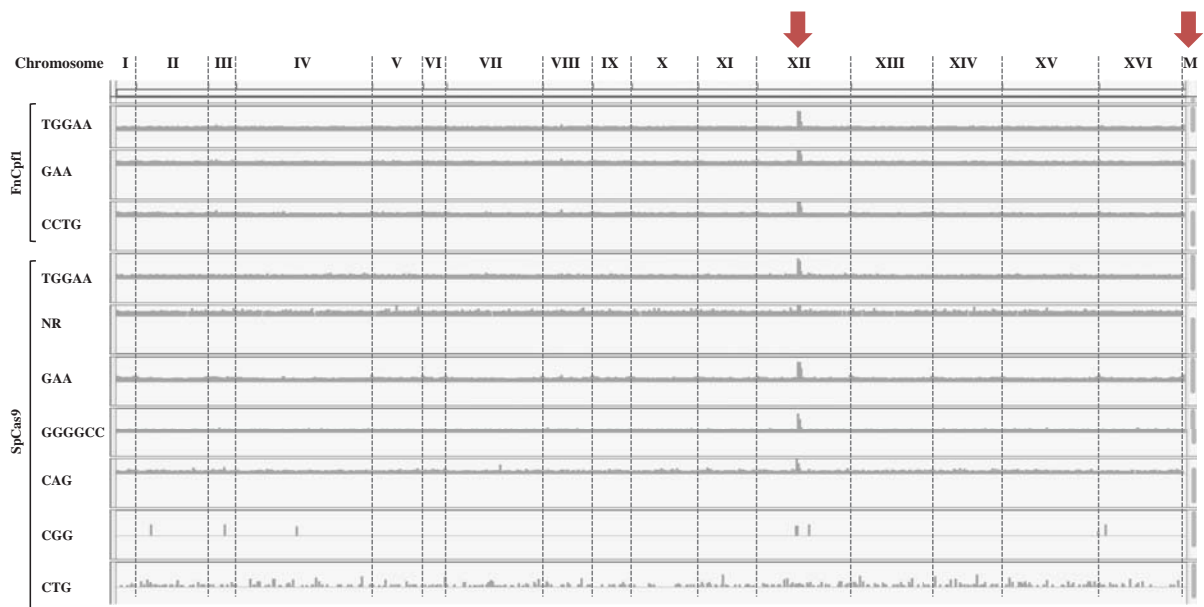 Chromosome I II III IV V VI VII VIII IX X XI XII XIII XIV XV XVI M
FnCpf1
TGGAA
GAA
CCTG
SpCas9
TGGAA
NR
GAA
GGGGCC
CAG
CGG
CTG